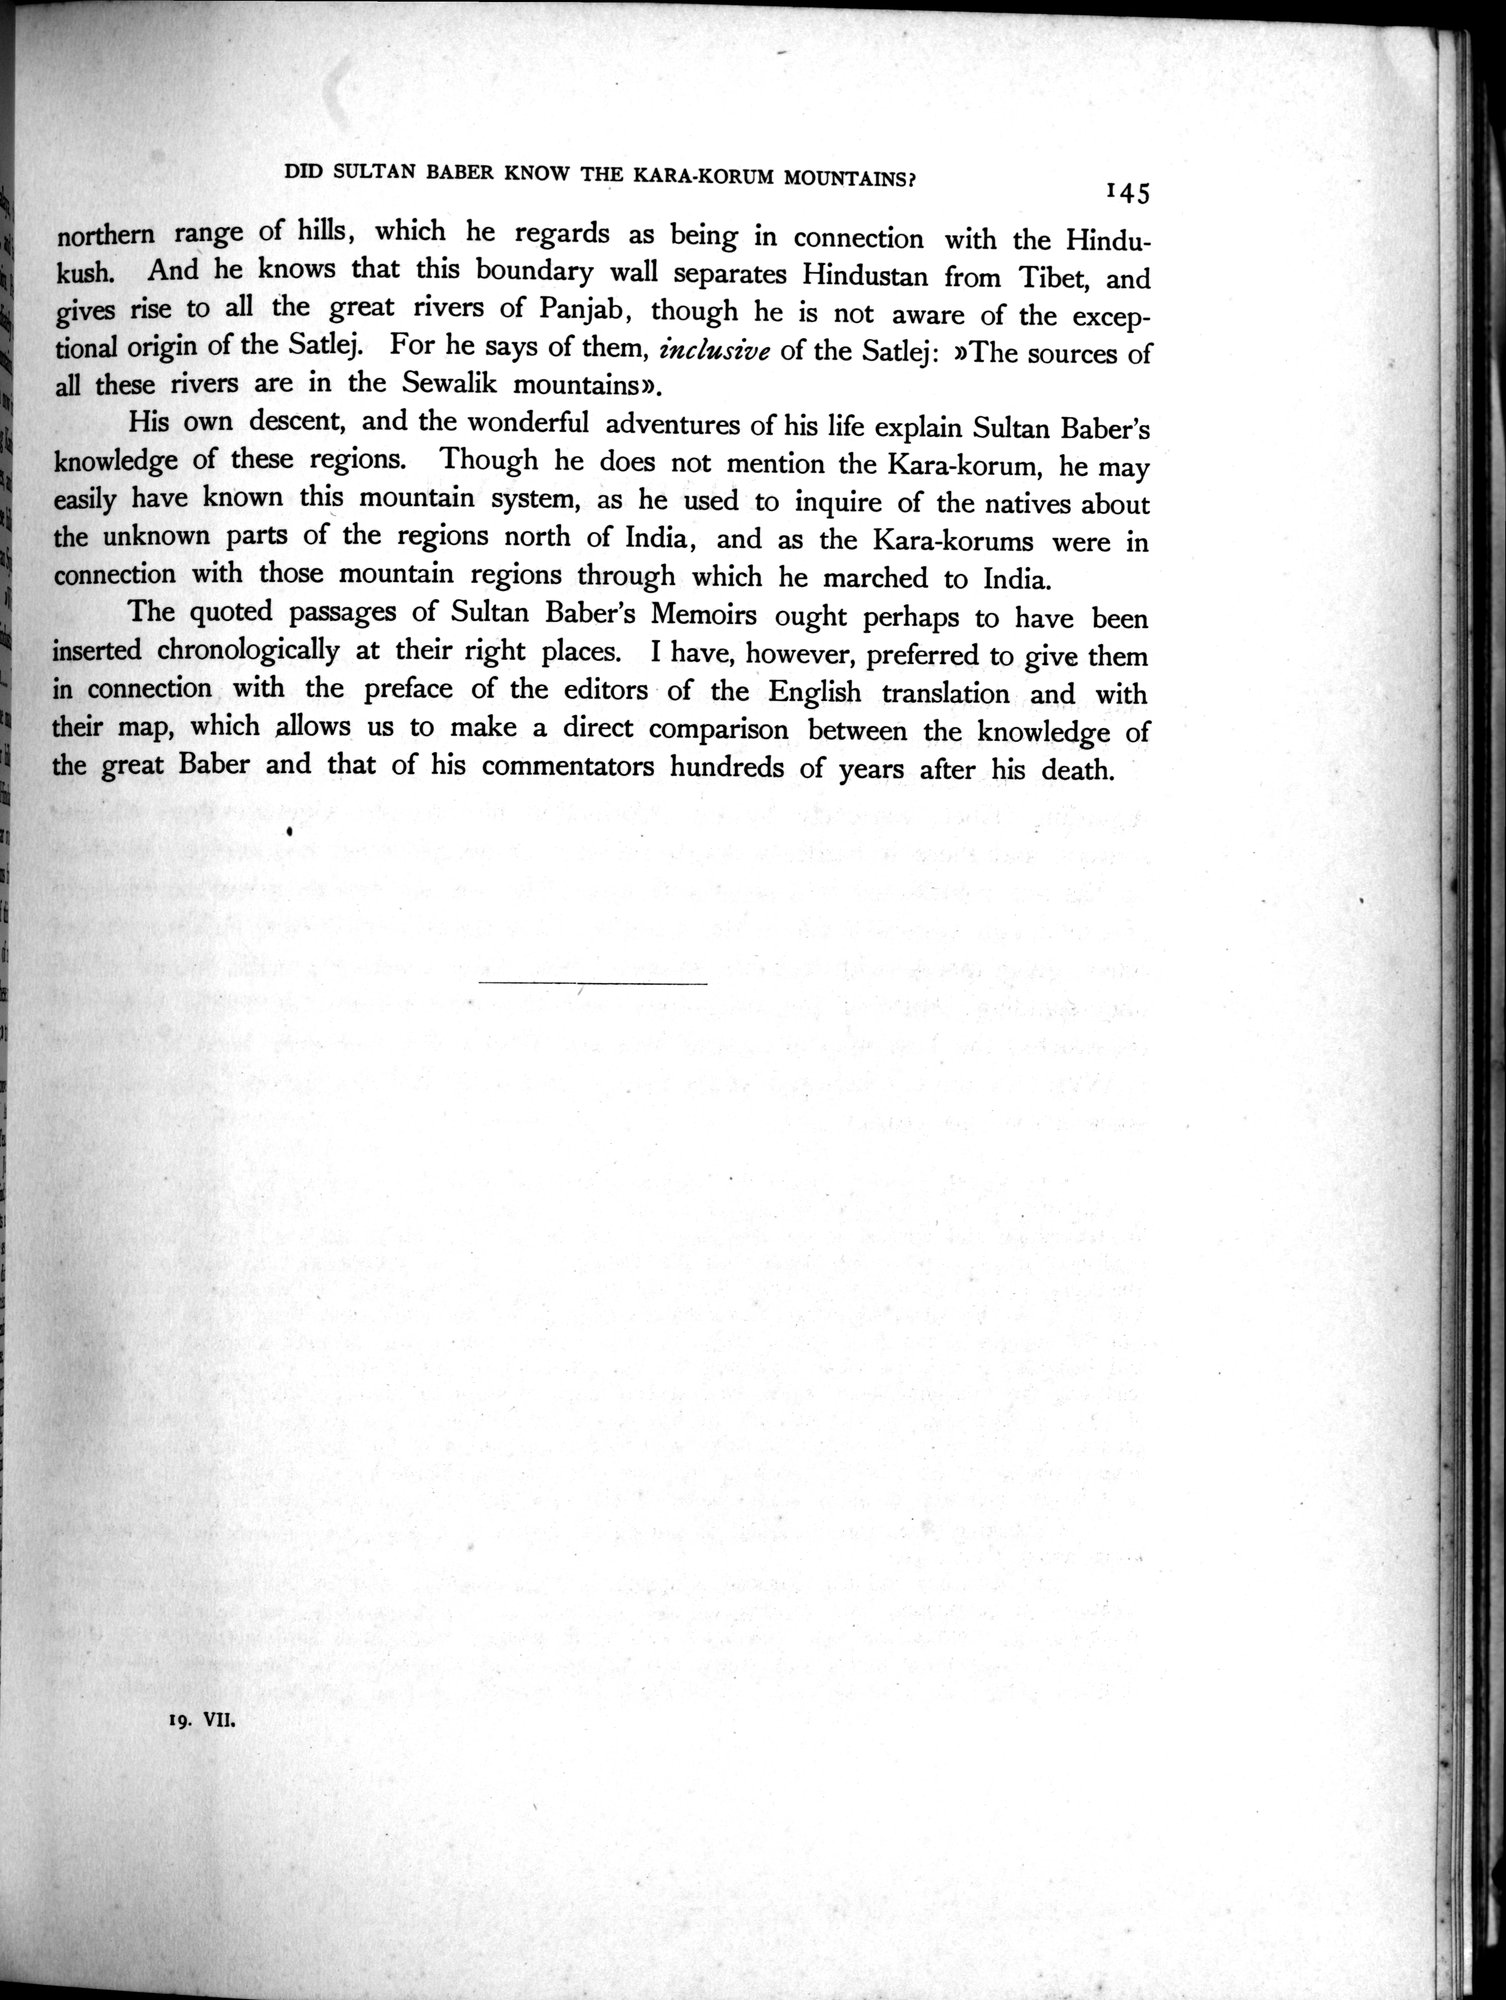 DID SULTAN BABER KNOW THE KARA-KORUM MOUNTAINS?
145
northern range of hills, which he regards as being in connection with the Hindu-
kush. And he knows that this boundary wall separates Hindustan from Tibet, and
gives rise to all the great rivers of Panjab, though he is not aware of the excep-
tional origin of the Satlej. For he says of them, inclusive of the Satlej: »The sources of
all these rivers are in the Sewalik mountains».
His own descent, and the wonderful adventures of his life explain Sultan Baber's
knowledge of these regions. Though he does not mention the Kara-korum, he may
easily have known this mountain system, as he used to inquire of the natives about
the unknown parts of the regions north of India, and as the Kara-korums were in
connection with those mountain regions through which he marched to India.
The quoted passages of Sultan Baber's Memoirs ought perhaps to have been
inserted chronologically at their right places. I have, however, preferred to give them
in connection with the preface of the editors of the English translation and with
their map, which allows us to make a direct comparison between the knowledge of
the great Baber and that of his commentators hundreds of years after his death.
19. VII.